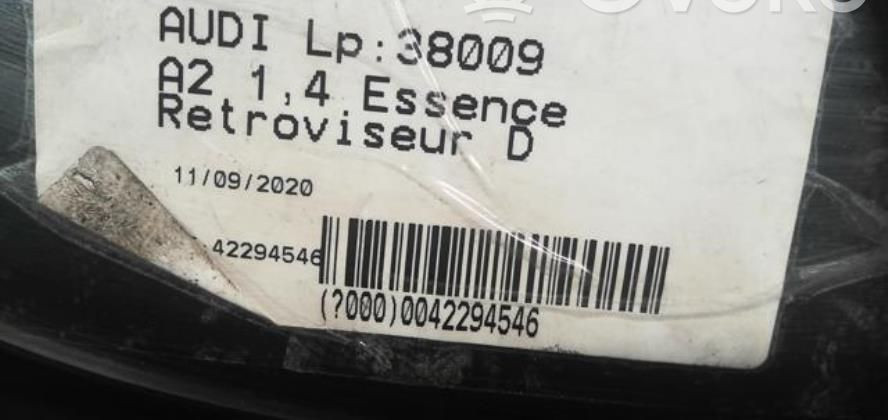 AUDI Lp:38009
A2 1,4 Essence
Retroviseur D
11/09/2020
42294546
(?000)0042294546